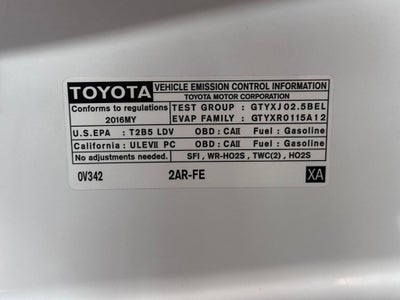 TOYOTA VEHICLE EMISSION CONTROL INFORMATION
TOYOTA MOTOR CORPORATION
Conforms to regulations TEST GROUP : GTYXJ02.5BEL
2016MY EVAP FAMILY : GTYXR0115A12
U.S.EPA : T2B5 LDV OBD : CAII Fuel : Gasoline
California : ULEVII PC OBD : CAII Fuel : Gasoline
No adjustments needed. SFI , WR-HO2S , TWC(2) , HO2S
0V342 2AR-FE XA